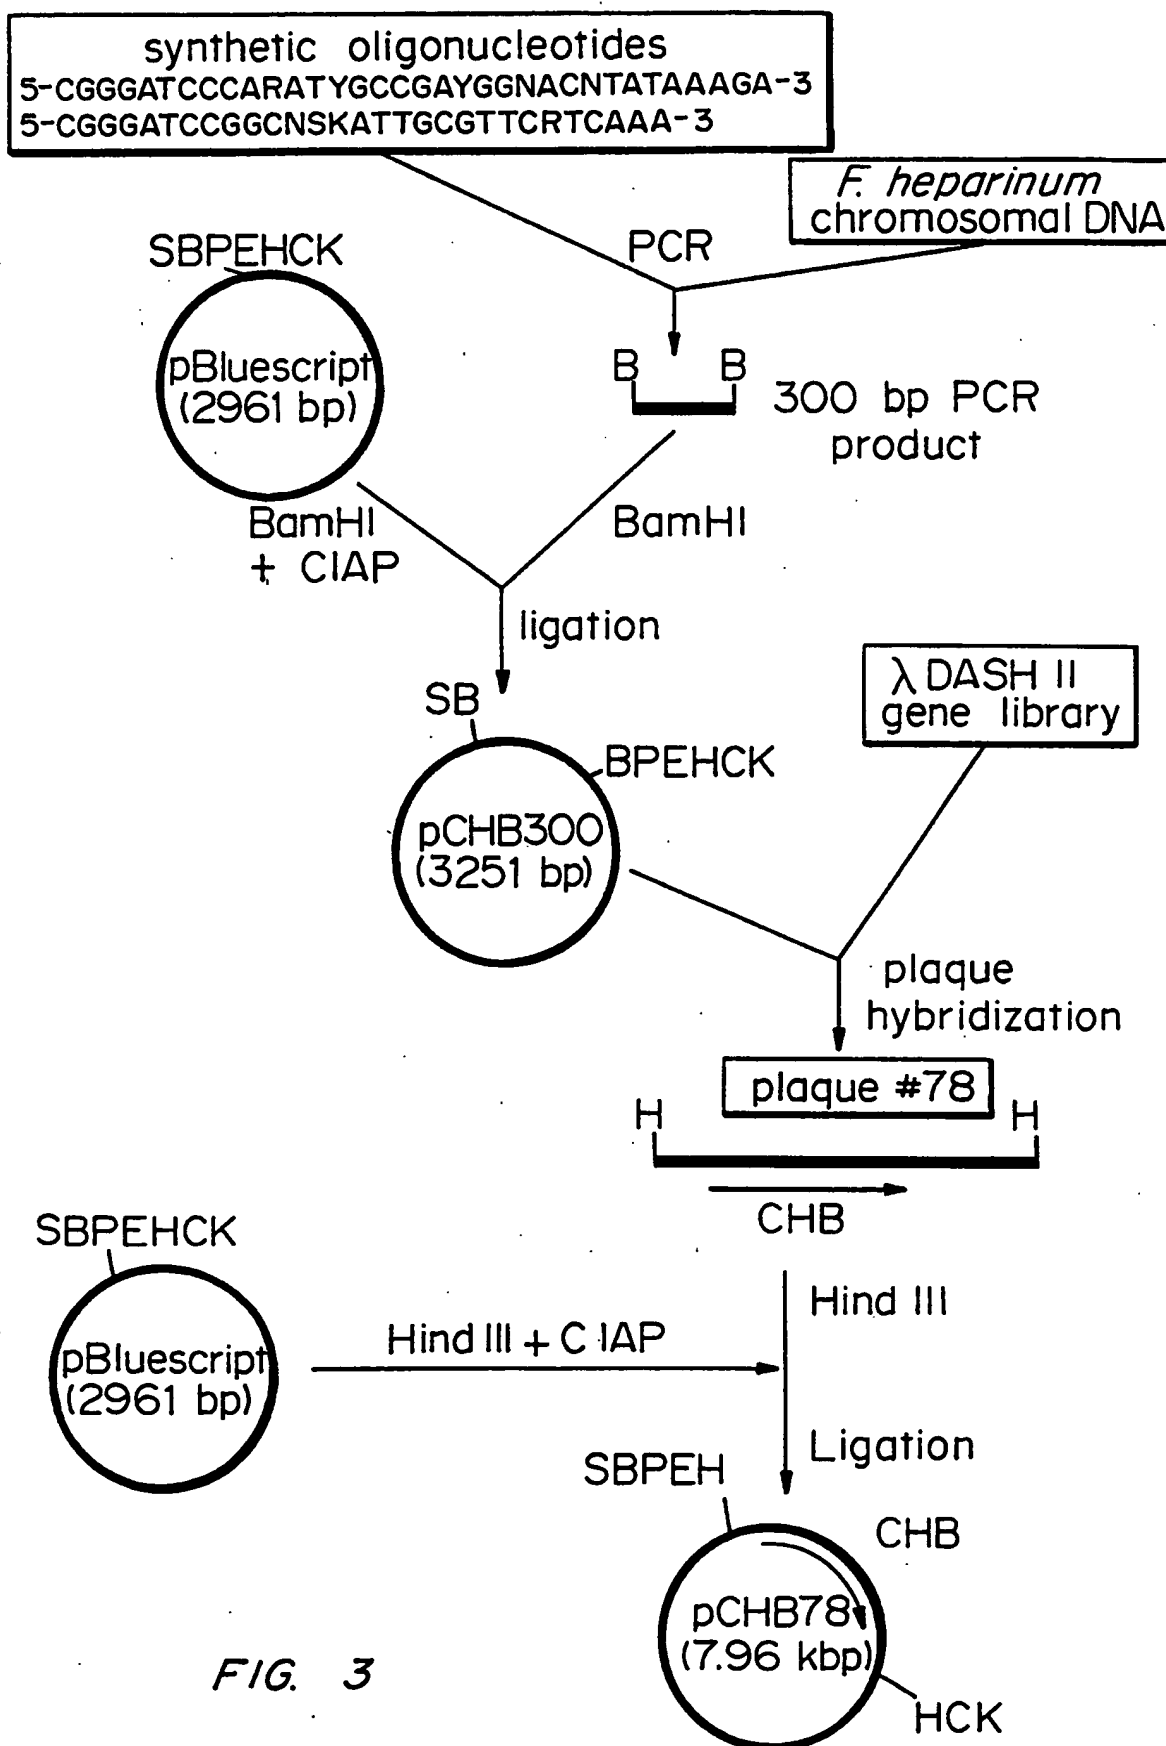 synthetic oligonucleotides
5-CGGGATCCCARATYGCCGAYGGNACNTATAAAGA-3
5-CGGGATCCGGCNSKATTGCGTTCRTCAAA-3
F. heparinum
chromosomal DNA
PCR
SBPEHCK
pBluescript
(2961 bp)
B B
300 bp PCR
product
BamHI
+ CIAP
BamHI
ligation
λ DASH II
gene library
SB
BPEHCK
pCHB300
(3251 bp)
plaque
hybridization
plaque #78
H H
CHB
SBPEHCK
pBluescript
(2961 bp)
Hind III + CIAP
Hind III
Ligation
SBPEH
CHB
pCHB78
(7.96 kbp)
HCK
FIG. 3